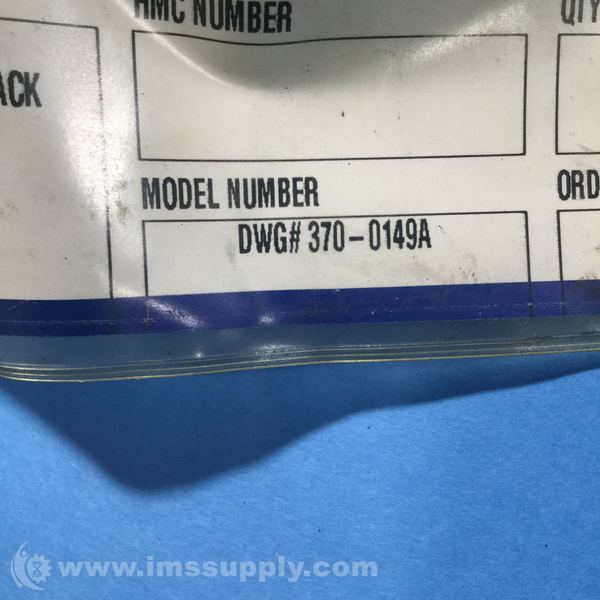 HMC NUMBER
QTY
ACK
MODEL NUMBER
ORD
DWG# 370-0149A
www.imssupply.com